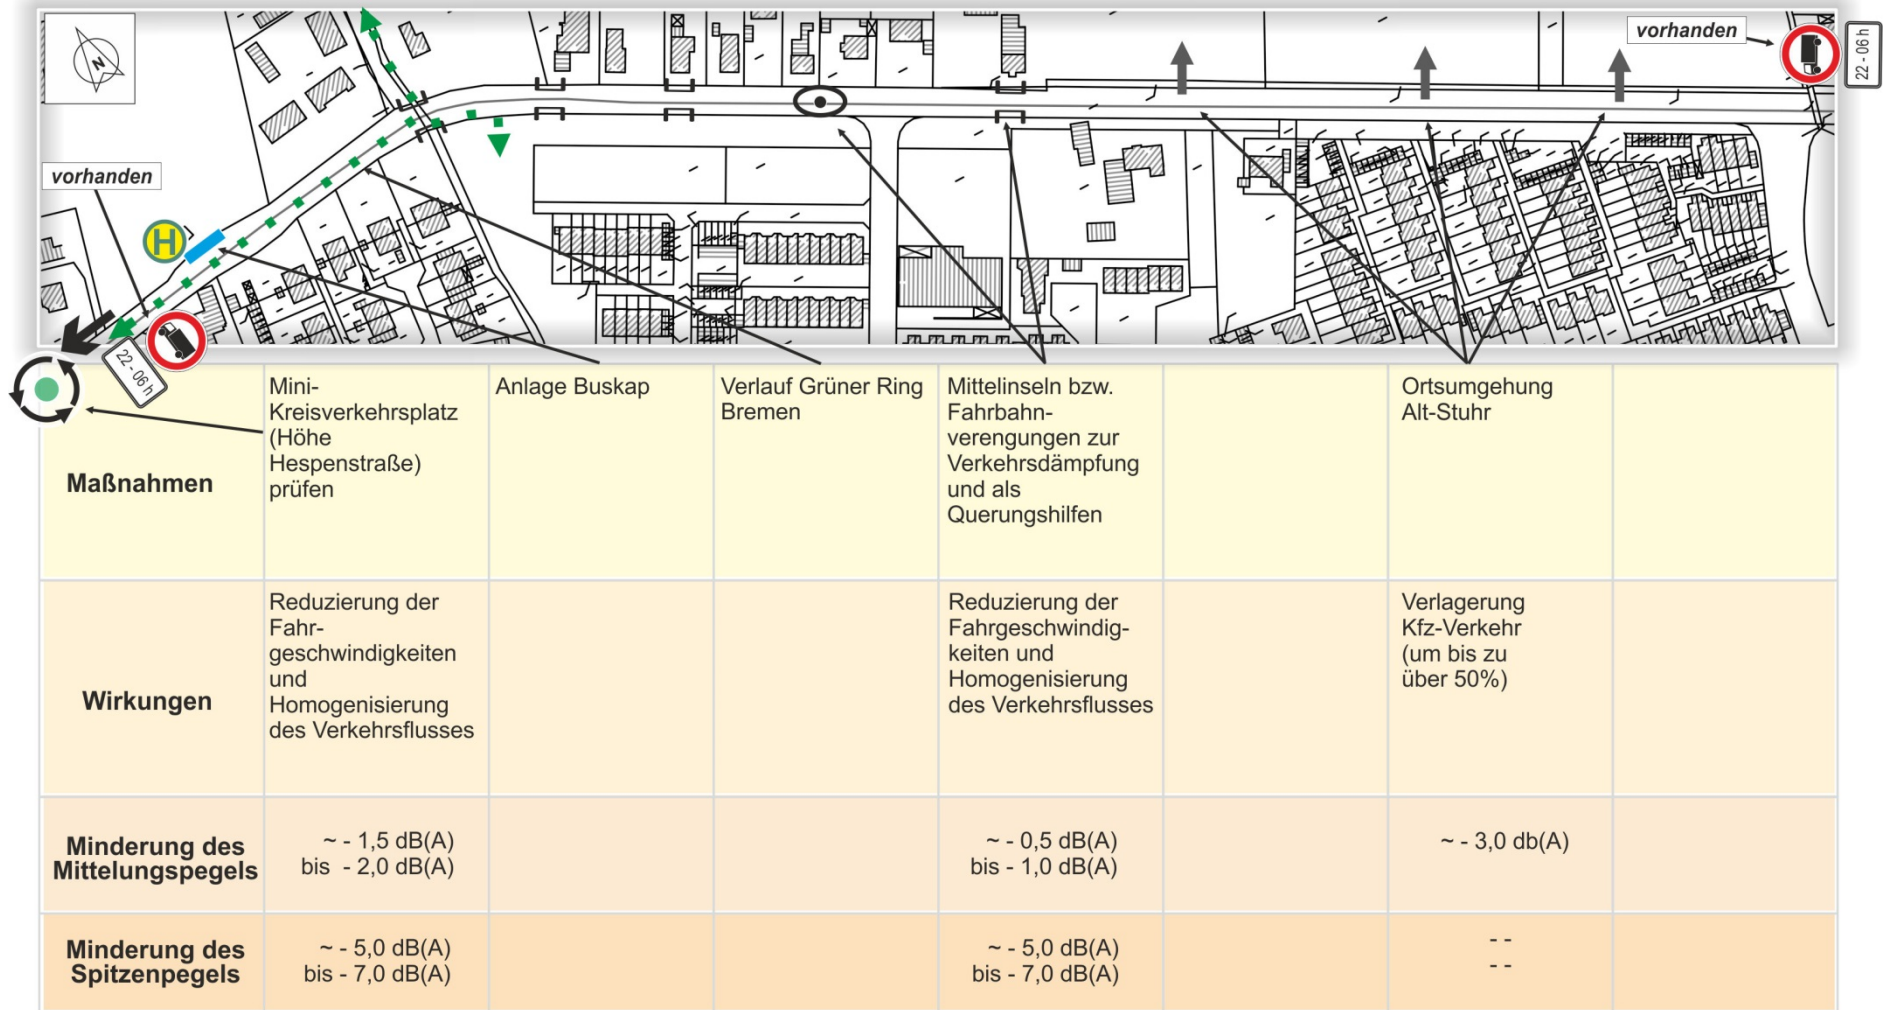 N
vorhanden
22 - 06 h
vorhanden
H
22 - 06 h
Maßnahmen
Mini-
Kreisverkehrsplatz
(Höhe
Hespenstraße)
prüfen
Anlage Buskap
Verlauf Grüner Ring
Bremen
Mittelinseln bzw.
Fahrbahn-
verengungen zur
Verkehrsdämpfung
und als
Querungshilfen
Ortsumgehung
Alt-Stuhr
Wirkungen
Reduzierung der
Fahr-
geschwindigkeiten
und
Homogenisierung
des Verkehrsflusses
Reduzierung der
Fahrgeschwindig-
keiten und
Homogenisierung
des Verkehrsflusses
Verlagerung
Kfz-Verkehr
(um bis zu
über 50%)
Minderung des
Mittelungspegels
~ - 1,5 dB(A)
bis - 2,0 dB(A)
~ - 0,5 dB(A)
bis - 1,0 dB(A)
~ - 3,0 db(A)
Minderung des
Spitzenpegels
~ - 5,0 dB(A)
bis - 7,0 dB(A)
~ - 5,0 dB(A)
bis - 7,0 dB(A)
- -
- -